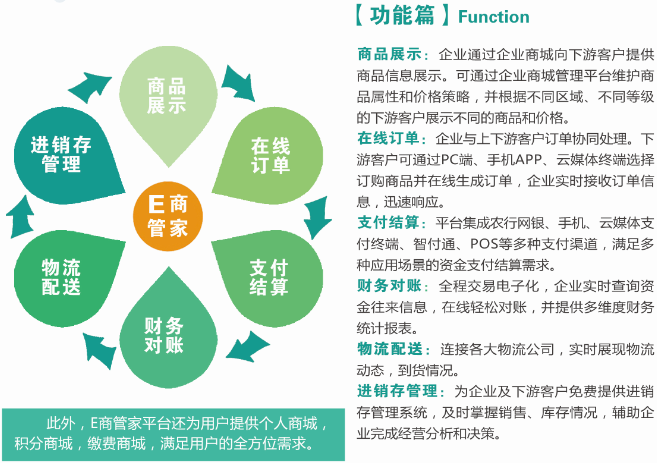 【功能篇】Function
商品
展示
在线
订单
支付
结算
财务
对账
物流
配送
进销存
管理
E商
管家
商品展示：企业通过企业商城向下游客户提供
商品信息展示。可通过企业商城管理平台维护商
品属性和价格策略，并根据不同区域、不同等级
的下游客户展示不同的商品和价格。
在线订单：企业与上下游客户订单协同处理。下
游客户可通过PC端、手机APP、云媒体终端选择
订购商品并在线生成订单，企业实时接收订单信
息，迅速响应。
支付结算：平台集成农行网银、手机、云媒体支
付终端、智付通、POS等多种支付渠道，满足多
种应用场景的资金支付结算需求。
财务对账：全程交易电子化，企业实时查询资
金往来信息，在线轻松对账，并提供多维度财务
统计报表。
物流配送：连接各大物流公司，实时展现物流
动态，到货情况。
进销存管理：为企业及下游客户免费提供进销
存管理系统，及时掌握销售、库存情况，辅助企
业完成经营分析和决策。
此外，E商管家平台还为用户提供个人商城，
积分商城，缴费商城，满足用户的全方位需求。